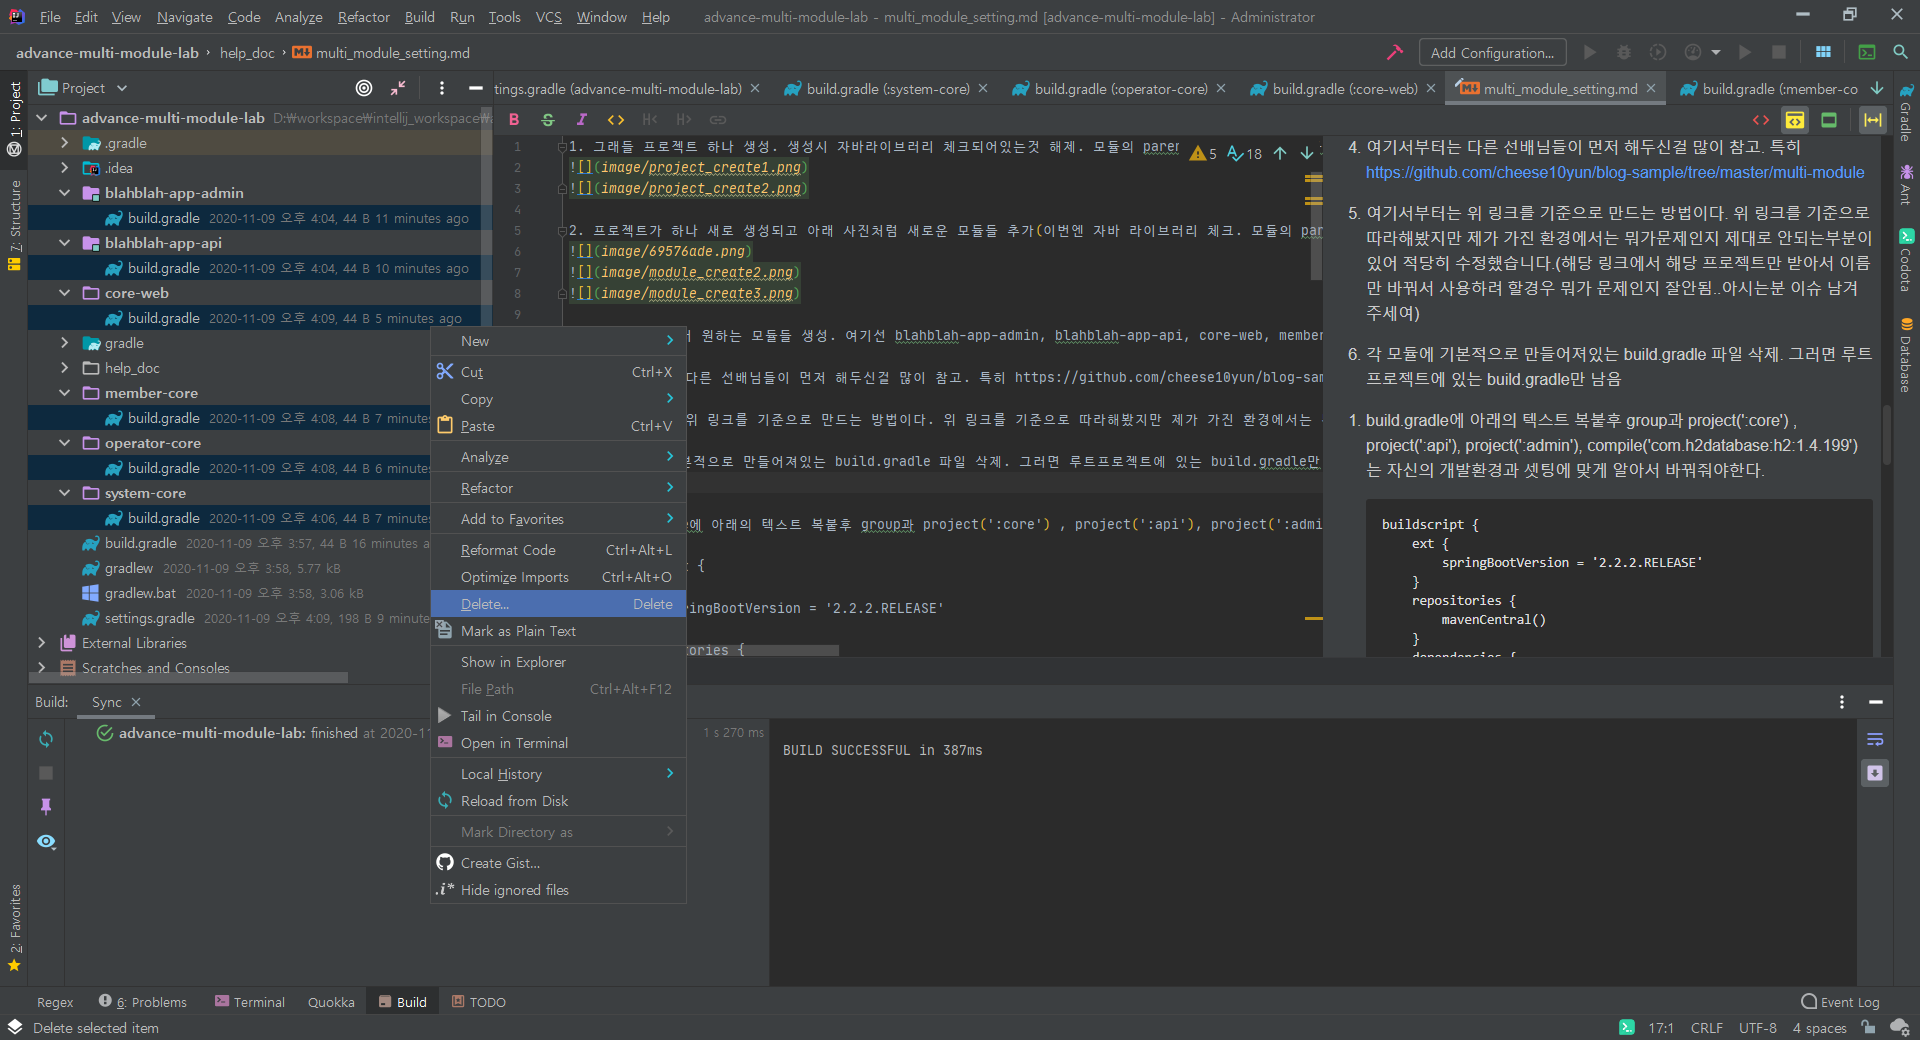 File Edit View Navigate Code Analyze Refactor Build Run Tools VCS Window Help advance-multi-module-lab - multi_module_setting.md [advance-multi-module-lab] - Administrator
advance-multi-module-lab › help_doc › multi_module_setting.md Add Configuration...
Project
tings.gradle (advance-multi-module-lab) build.gradle (:system-core) build.gradle (:operator-core) build.gradle (:core-web) multi_module_setting.md build.gradle (:member-co
1: Project
7: Structure
2: Favorites
advance-multi-module-lab D:₩workspace₩intellij_workspace₩
.gradle
.idea
blahblah-app-admin
build.gradle 2020-11-09 오후 4:04, 44 B 11 minutes ago
blahblah-app-api
build.gradle 2020-11-09 오후 4:04, 44 B 10 minutes ago
core-web
build.gradle 2020-11-09 오후 4:09, 44 B 5 minutes ago
gradle
help_doc
member-core
build.gradle 2020-11-09 오후 4:08, 44 B 7 minute
operator-core
build.gradle 2020-11-09 오후 4:08, 44 B 6 minute
system-core
build.gradle 2020-11-09 오후 4:06, 44 B 7 minute
build.gradle 2020-11-09 오후 3:57, 44 B 16 minutes a
gradlew 2020-11-09 오후 3:58, 5.77 kB
gradlew.bat 2020-11-09 오후 3:58, 3.06 kB
settings.gradle 2020-11-09 오후 4:09, 198 B 9 minute
External Libraries
Scratches and Consoles
B S I <> H< H>
5 18
1 1. 그래들 프로젝트 하나 생성. 생성시 자바라이브러리 체크되어있는것 해제. 모듈의 paren
2 ![](image/project_create1.png)
3 ![](image/project_create2.png)
4
5 2. 프로젝트가 하나 새로 생성되고 아래 사진처럼 새로운 모듈들 추가(이번엔 자바 라이브러리 체크. 모듈의 par
6 ![](image/69576ade.png)
7 ![](image/module_create2.png)
8 ![](image/module_create3.png)
9
원하는 모듈들 생성. 여기선 blahblah-app-admin, blahblah-app-api, core-web, member
다른 선배님들이 먼저 해두신걸 많이 참고. 특히 https://github.com/cheese10yun/blog-sam
위 링크를 기준으로 만드는 방법이다. 위 링크를 기준으로 따라해봤지만 제가 가진 환경에서는
본적으로 만들어져있는 build.gradle 파일 삭제. 그러면 루트프로젝트에 있는 build.gradle만
에 아래의 텍스트 복붙후 group과 project(':core') , project(':api'), project(':admi
{
ringBootVersion = '2.2.2.RELEASE'
tories {
New
Cut Ctrl+X
Copy
Paste Ctrl+V
Analyze
Refactor
Add to Favorites
Reformat Code Ctrl+Alt+L
Optimize Imports Ctrl+Alt+O
Delete... Delete
Mark as Plain Text
Show in Explorer
File Path Ctrl+Alt+F12
Tail in Console
Open in Terminal
Local History
Reload from Disk
Mark Directory as
Create Gist...
.i* Hide ignored files
4. 여기서부터는 다른 선배님들이 먼저 해두신걸 많이 참고. 특히
https://github.com/cheese10yun/blog-sample/tree/master/multi-module
5. 여기서부터는 위 링크를 기준으로 만드는 방법이다. 위 링크를 기준으로
따라해봤지만 제가 가진 환경에서는 뭐가문제인지 제대로 안되는부분이
있어 적당히 수정했습니다.(해당 링크에서 해당 프로젝트만 받아서 이름
만 바꿔서 사용하려 할경우 뭐가 문제인지 잘안됨..아시는분 이슈 남겨
주세여)
6. 각 모듈에 기본적으로 만들어져있는 build.gradle 파일 삭제. 그러면 루트
프로젝트에 있는 build.gradle만 남음
1. build.gradle에 아래의 텍스트 복붙후 group과 project(':core') ,
project(':api'), project(':admin'), compile('com.h2database:h2:1.4.199')
는 자신의 개발환경과 셋팅에 맞게 알아서 바꿔줘야한다.
buildscript {
ext {
springBootVersion = '2.2.2.RELEASE'
}
repositories {
mavenCentral()
}
dependencies {
Gradle
Ant
Codota
Database
Build: Sync
advance-multi-module-lab: finished at 2020-11 1 s 270 ms
BUILD SUCCESSFUL in 387ms
Regex 6: Problems Terminal Quokka Build TODO Event Log
Delete selected item 17:1 CRLF UTF-8 4 spaces